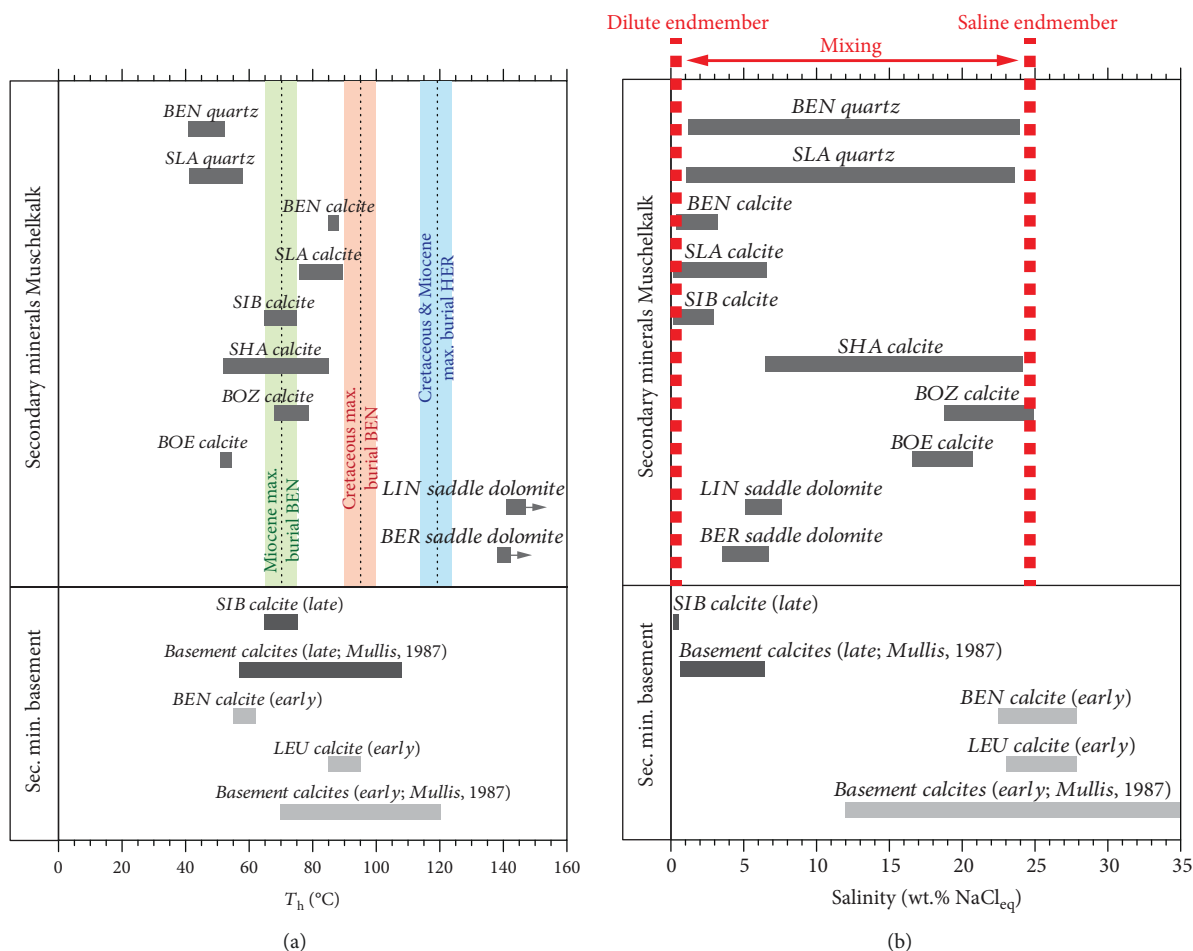 Dilute endmember
Saline endmember
Mixing
Secondary minerals Muschelkalk
BEN quartz
SLA quartz
BEN calcite
SLA calcite
SIB calcite
SHA calcite
BOZ calcite
BOE calcite
LIN saddle dolomite
BER saddle dolomite
Miocene max.
burial BEN
Cretaceous max.
burial BEN
Cretaceous & Miocene
max. burial HER
Sec. min. basement
SIB calcite (late)
Basement calcites (late; Mullis, 1987)
BEN calcite (early)
LEU calcite (early)
Basement calcites (early; Mullis, 1987)
0 20 40 60 80 100 120 140 160
Th (°C)
(a)
Secondary minerals Muschelkalk
BEN quartz
SLA quartz
BEN calcite
SLA calcite
SIB calcite
SHA calcite
BOZ calcite
BOE calcite
LIN saddle dolomite
BER saddle dolomite
Sec. min. basement
SIB calcite (late)
Basement calcites (late; Mullis, 1987)
BEN calcite (early)
LEU calcite (early)
Basement calcites (early; Mullis, 1987)
0 5 10 15 20 25 30 35
Salinity (wt.% NaCleq)
(b)